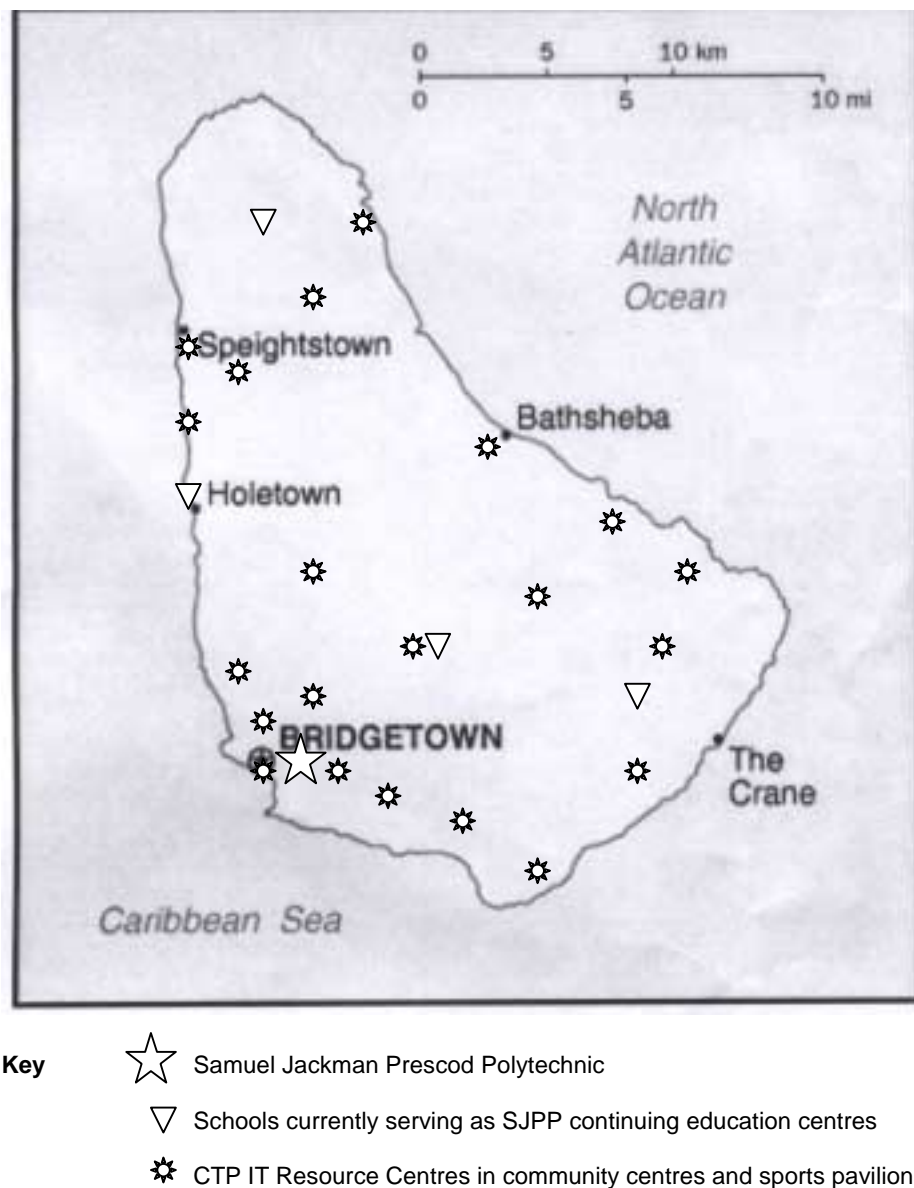 0 5 10 km
0 5 10 mi
North
Atlantic
Ocean
Speightstown
Bathsheba
Holetown
BRIDGETOWN
The
Crane
Caribbean Sea
Key
Samuel Jackman Prescod Polytechnic
Schools currently serving as SJPP continuing education centres
CTP IT Resource Centres in community centres and sports pavilion